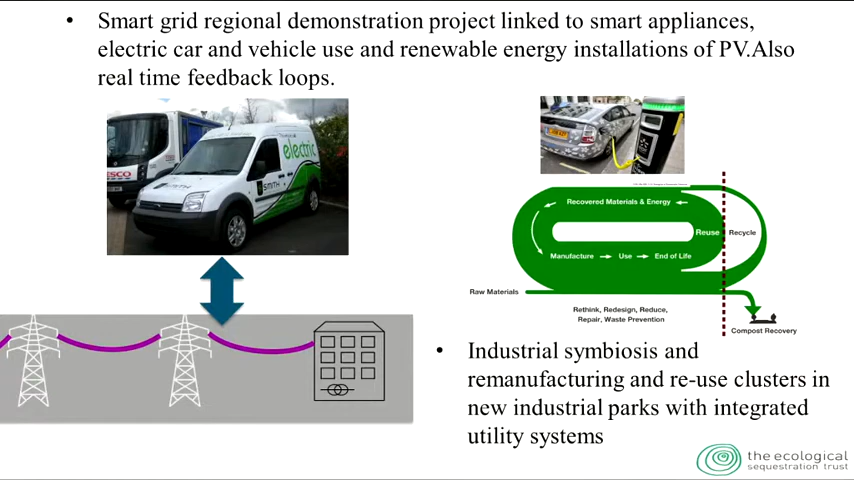 • Smart grid regional demonstration project linked to smart appliances,
electric car and vehicle use and renewable energy installations of PV.Also
real time feedback loops.
electric
SMITH
ESCO
Recovered Materials & Energy
Reuse
Recycle
Manufacture
Use
End of Life
Raw Materials
Rethink, Redesign, Reduce,
Repair, Waste Prevention
Compost Recovery
• Industrial symbiosis and
remanufacturing and re-use clusters in
new industrial parks with integrated
utility systems
the ecological
sequestration trust